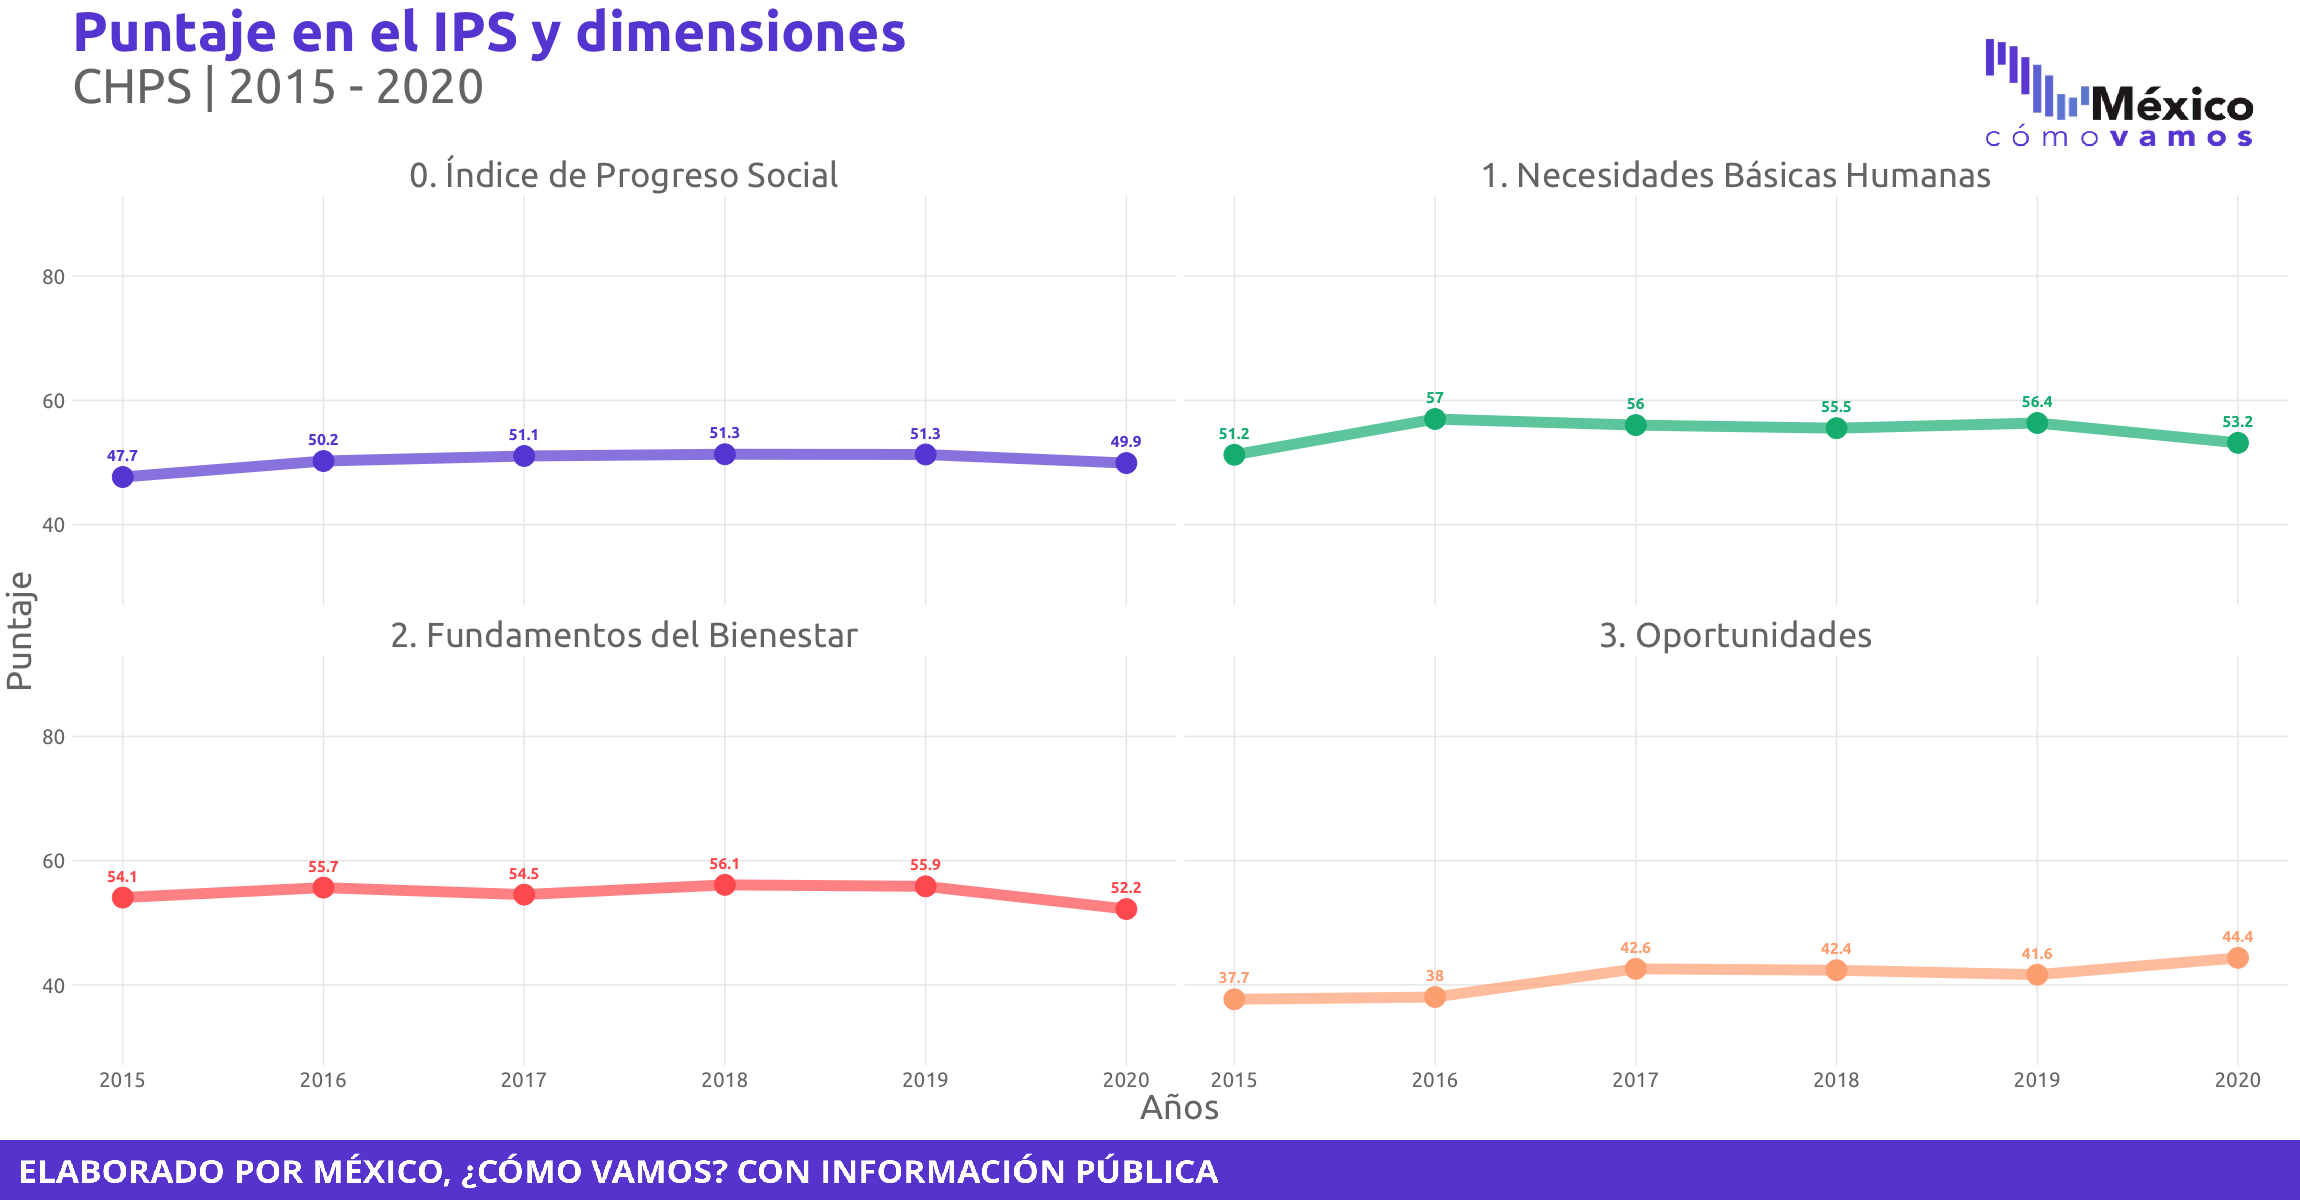 Puntaje en el IPS y dimensiones
CHPS | 2015 - 2020
México
cómovamos
0. Índice de Progreso Social
1. Necesidades Básicas Humanas
80
60
40
47.7
50.2
51.1
51.3
51.3
49.9
51.2
57
56
55.5
56.4
53.2
Puntaje
2. Fundamentos del Bienestar
3. Oportunidades
80
60
40
54.1
55.7
54.5
56.1
55.9
52.2
37.7
38
42.6
42.4
41.6
44.4
2015 2016 2017 2018 2019 2020 2015 2016 2017 2018 2019 2020
Años
ELABORADO POR MÉXICO, ¿CÓMO VAMOS? CON INFORMACIÓN PÚBLICA